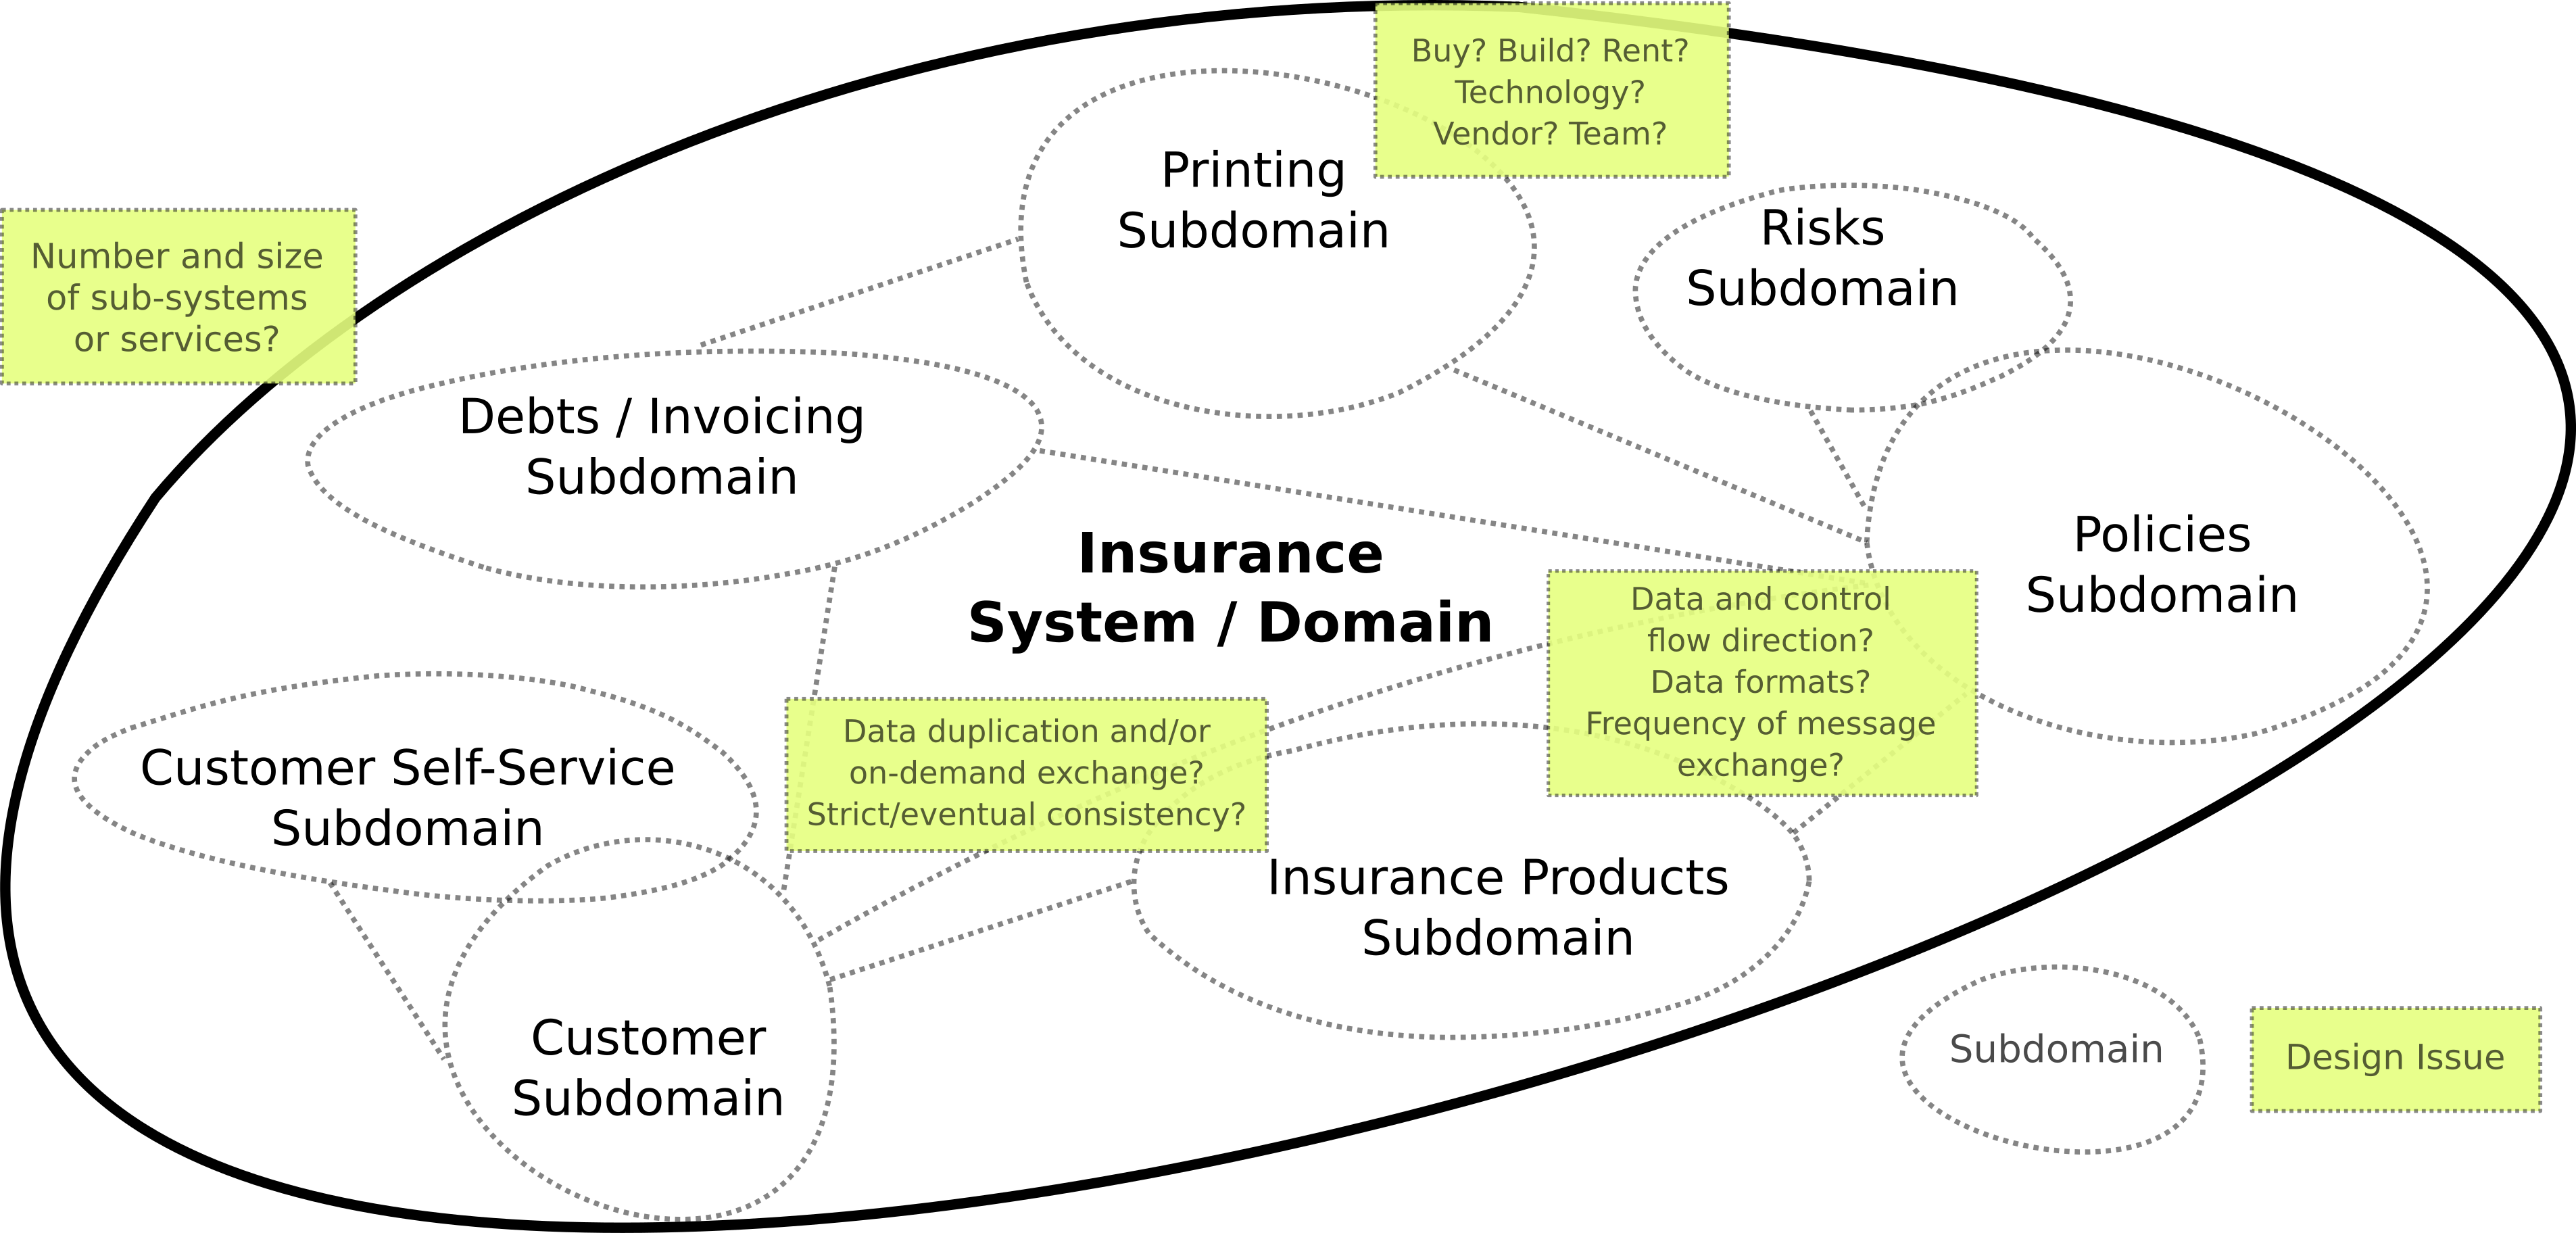 Buy? Build? Rent?
Technology?
Vendor? Team?
Printing
Subdomain
Risks
Subdomain
Number and size
of sub-systems
or services?
Debts / Invoicing
Subdomain
Insurance
System / Domain
Policies
Subdomain
Data and control
flow direction?
Data formats?
Frequency of message
exchange?
Data duplication and/or
on-demand exchange?
Strict/eventual consistency?
Customer Self-Service
Subdomain
Insurance Products
Subdomain
Customer
Subdomain
Subdomain
Design Issue